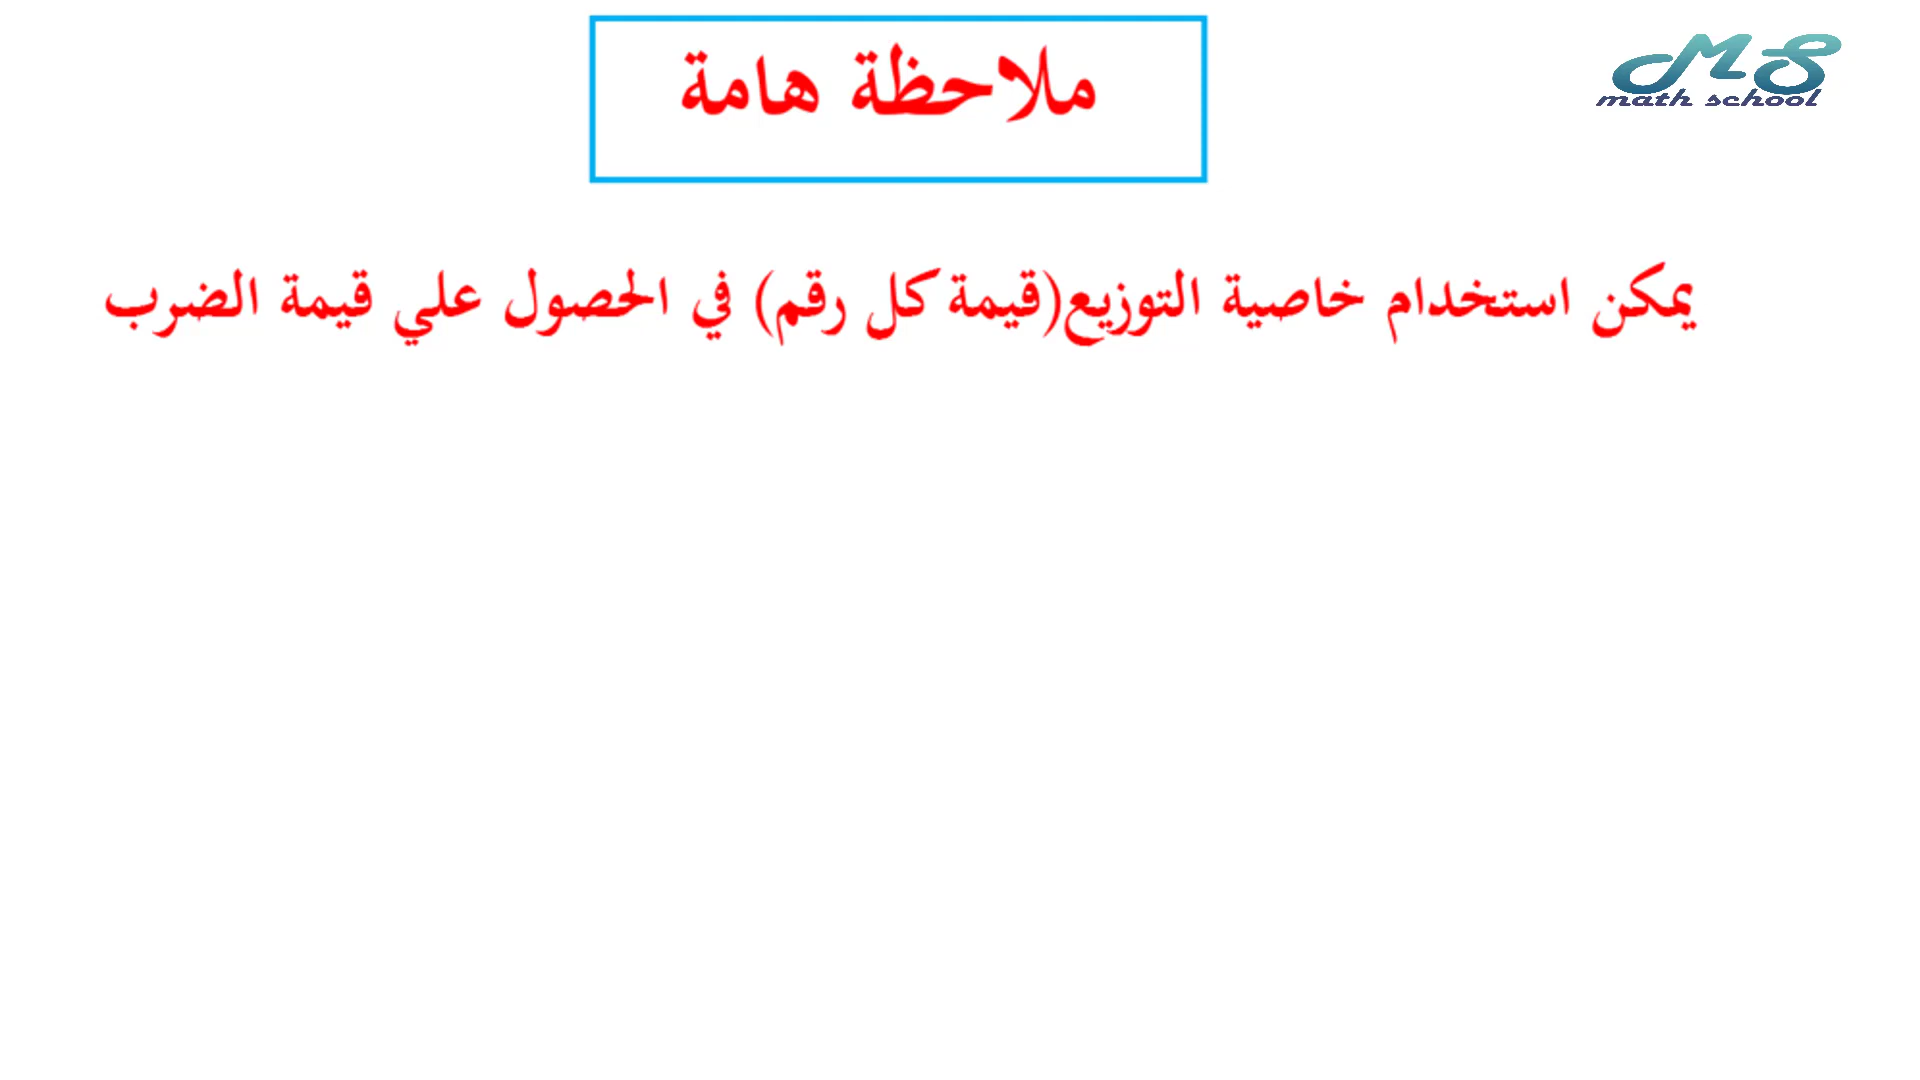 ملاحظة هامة
MS
math school
يمكن استخدام خاصية التوزيع(قيمة كل رقم) في الحصول علي قيمة الضرب